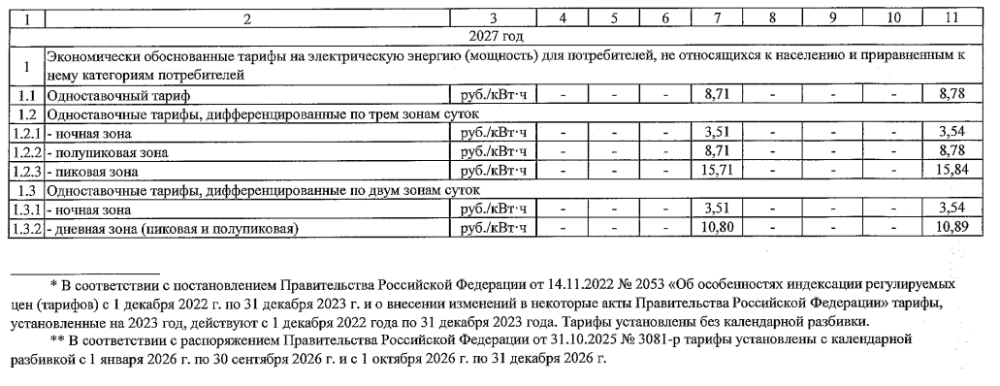 1 2 3 4 5 6 7 8 9 10 11
2027 год
1 Экономически обоснованные тарифы на электрическую энергию (мощность) для потребителей, не относящихся к населению и приравненным к
нему категориям потребителей
1.1 Одноставочный тариф руб./кВт·ч - - - 8,71 - - - 8,78
1.2 Одноставочные тарифы, дифференцированные по трем зонам суток
1.2.1 - ночная зона руб./кВт·ч - - - 3,51 - - - 3,54
1.2.2 - полупиковая зона руб./кВт·ч - - - 8,71 - - - 8,78
1.2.3 - пиковая зона руб./кВт·ч - - - 15,71 - - - 15,84
1.3 Одноставочные тарифы, дифференцированные по двум зонам суток
1.3.1 - ночная зона руб./кВт·ч - - - 3,51 - - - 3,54
1.3.2 - дневная зона (пиковая и полупиковая) руб./кВт·ч - - - 10,80 - - - 10,89
* В соответствии с постановлением Правительства Российской Федерации от 14.11.2022 № 2053 «Об особенностях индексации регулируемых
цен (тарифов) с 1 декабря 2022 г. по 31 декабря 2023 г. и о внесении изменений в некоторые акты Правительства Российской Федерации» тарифы,
установленные на 2023 год, действуют с 1 декабря 2022 года по 31 декабря 2023 года. Тарифы установлены без календарной разбивки.
** В соответствии с распоряжением Правительства Российской Федерации от 31.10.2025 № 3081-р тарифы установлены с календарной
разбивкой с 1 января 2026 г. по 30 сентября 2026 г. и с 1 октября 2026 г. по 31 декабря 2026 г.